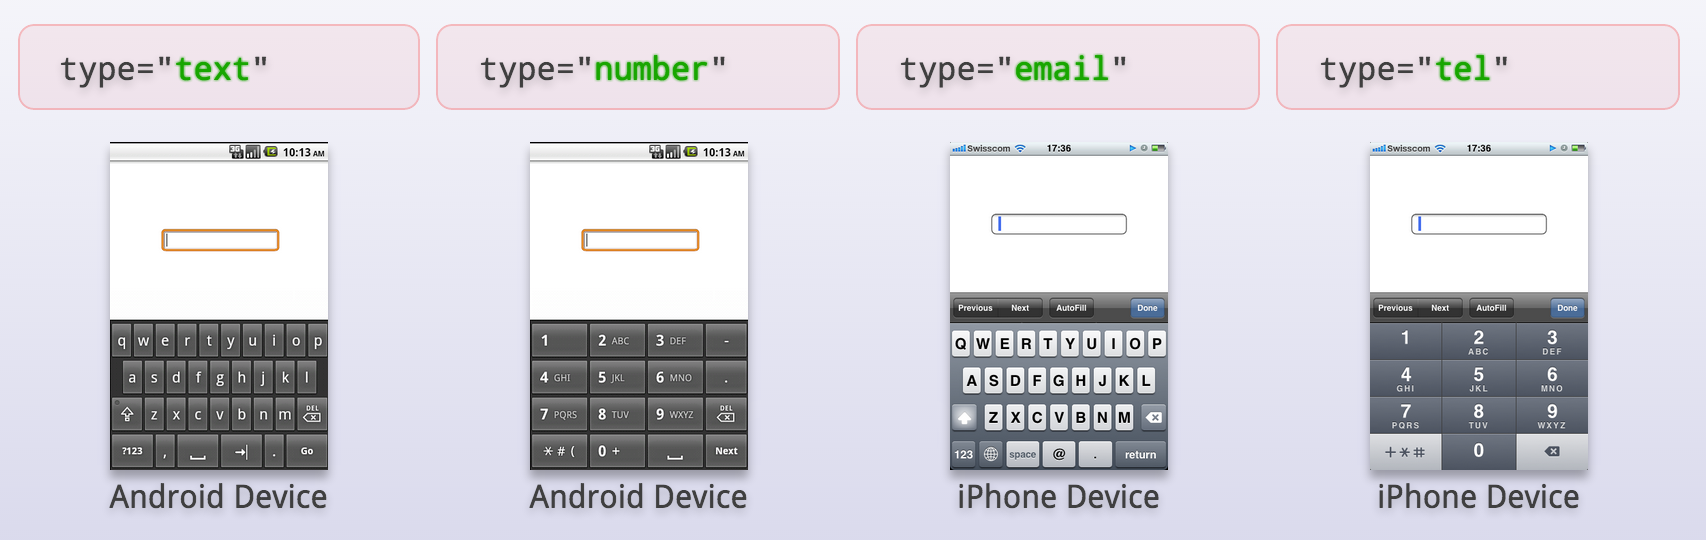 type="text"
type="number"
type="email"
type="tel"
10:13 AM
q w e r t y u i o p
a s d f g h j k l
z x c v b n m DEL
?123 , . Go
Android Device
10:13 AM
1 2 ABC 3 DEF -
4 GHI 5 JKL 6 MNO .
7 PQRS 8 TUV 9 WXYZ DEL
* # ( 0 + Next
Android Device
Swisscom 17:36
Previous Next AutoFill Done
Q W E R T Y U I O P
A S D F G H J K L
Z X C V B N M
123 space @ . return
iPhone Device
Swisscom 17:36
Previous Next AutoFill Done
1 2 3
ABC DEF
4 5 6
GHI JKL MNO
7 8 9
PQRS TUV WXYZ
+ * # 0
iPhone Device